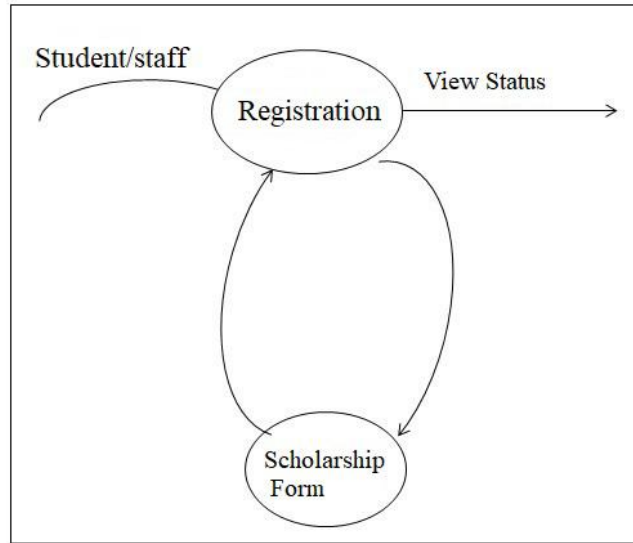 Student/staff
View Status
Registration
Scholarship
Form